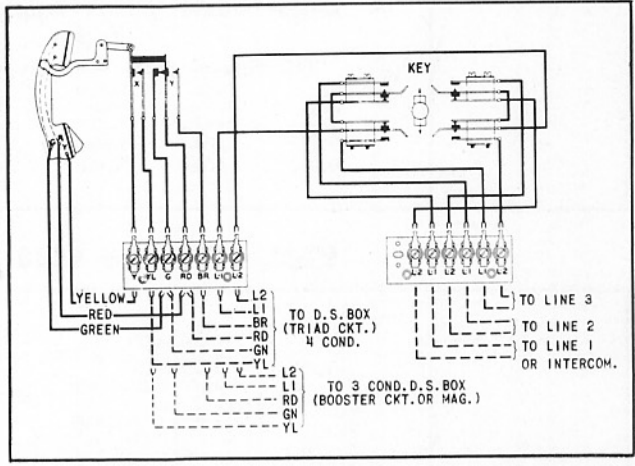 KEY
X
Y
Y YL G RD BR L1 L2
L2 L1 L2 L1 L1 L2
YELLOW
RED
GREEN
L2
L1
BR
RD
GN
YL
TO D.S.BOX
(TRIAD CKT.)
4 COND.
L2
L1
RD
GN
YL
TO 3 COND.D.S.BOX
(BOOSTER CKT.OR MAG.)
TO LINE 3
TO LINE 2
TO LINE 1
OR INTERCOM.